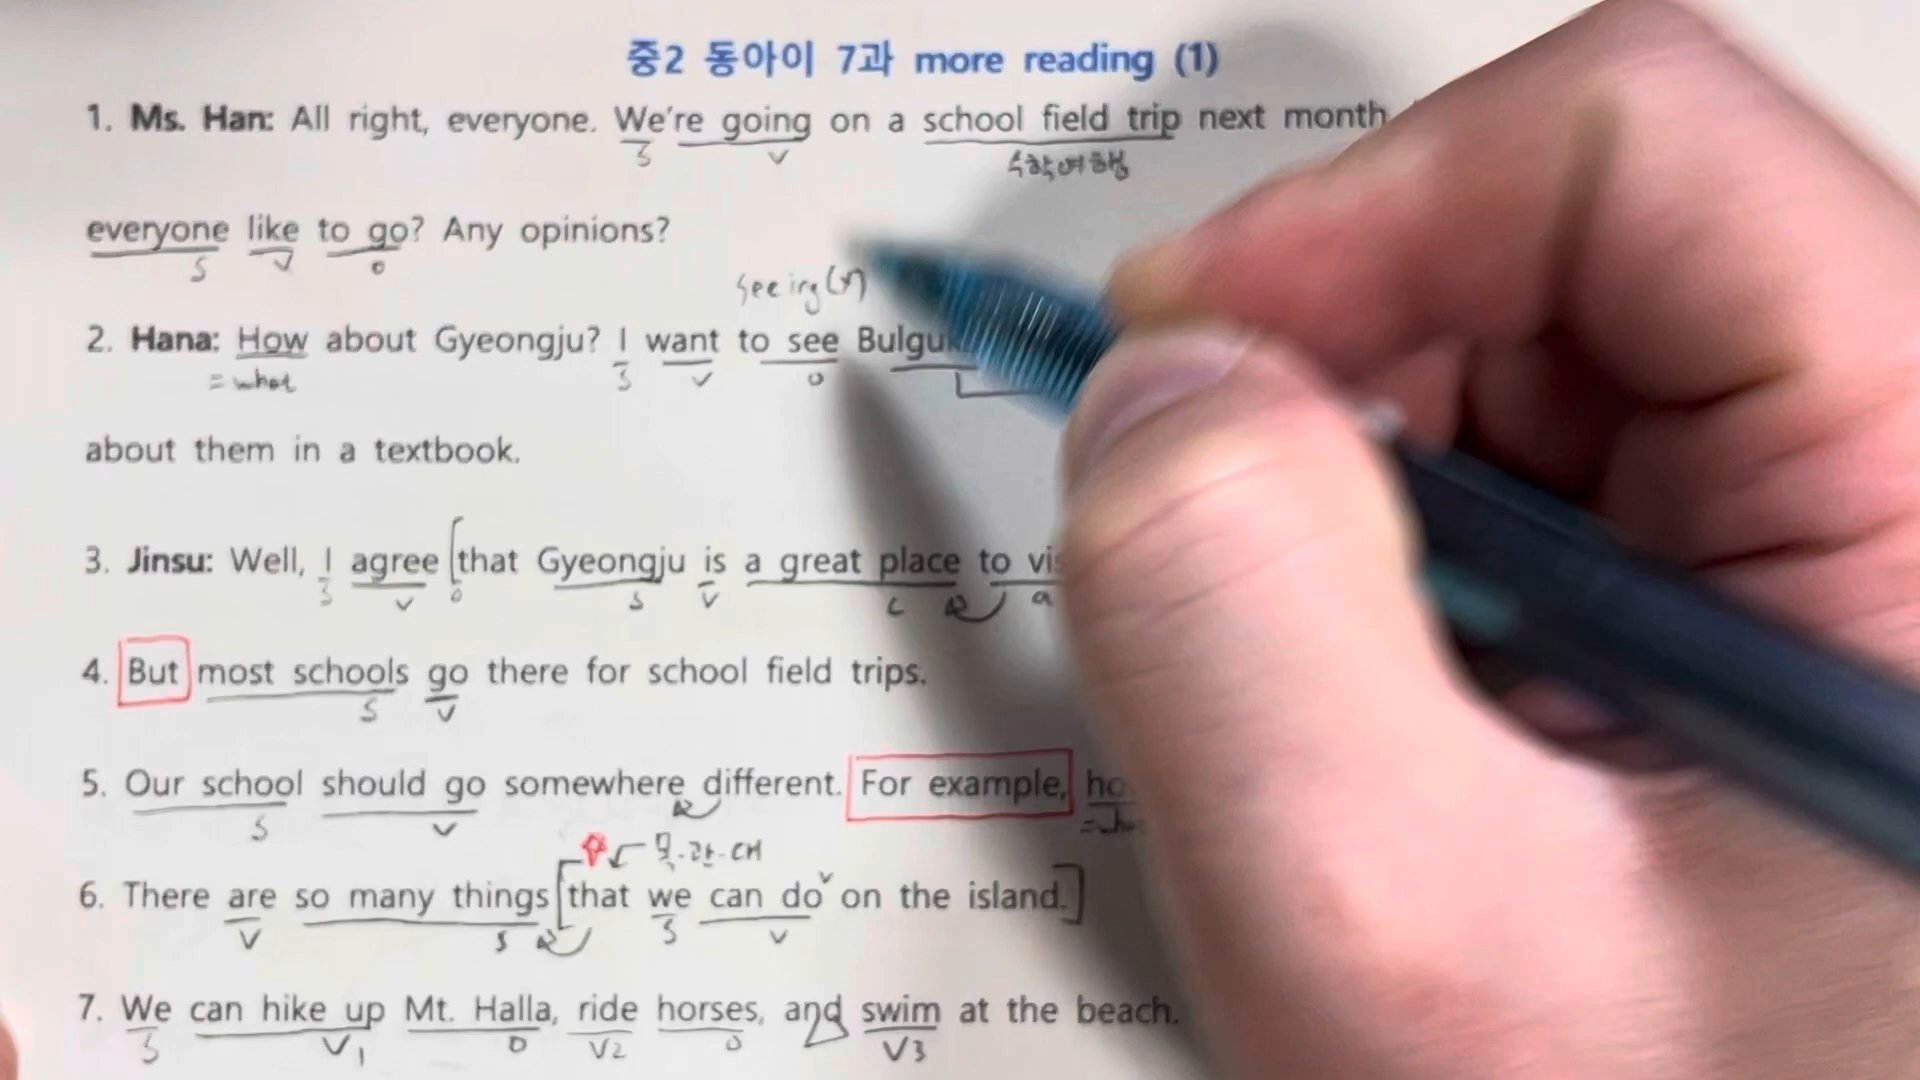 중2 동아이 7과 more reading (1)
1. Ms. Han: All right, everyone. We're going on a school field trip next month
S V 수학여행
everyone like to go? Any opinions?
S V O
seeing(x)
2. Hana: How about Gyeongju? I want to see
= what S V O
about them in a textbook.
3. Jinsu: Well, I agree [that Gyeongju is a great place to
S V O S V C
4. But most schools go there for school field trips.
S V
5. Our school should go somewhere different. For example,
S V
목.관.대
6. There are so many things [that we can do on the island.]
V S S V
7. We can hike up Mt. Halla, ride horses, and swim at the beach.
S V1 O V2 O V3